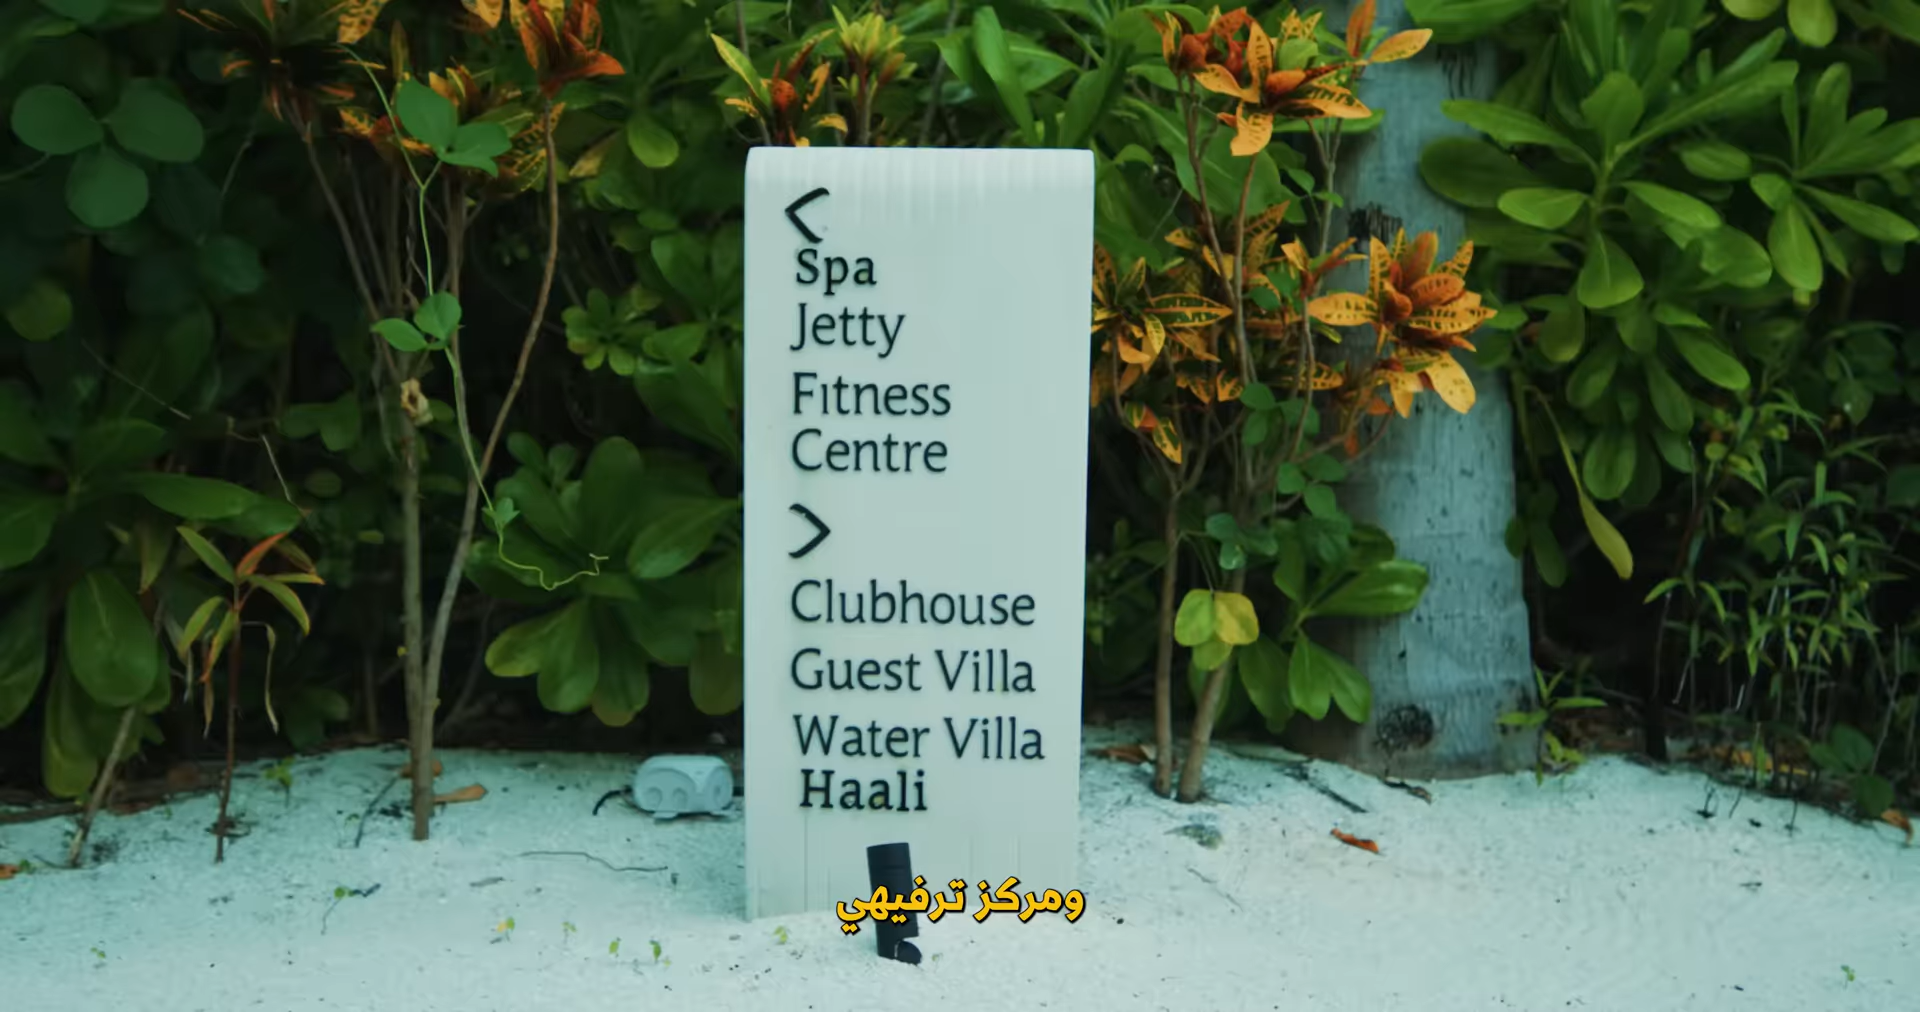 <
Spa
Jetty
Fitness
Centre
>
Clubhouse
Guest Villa
Water Villa
Haali
ومركز ترفيهي